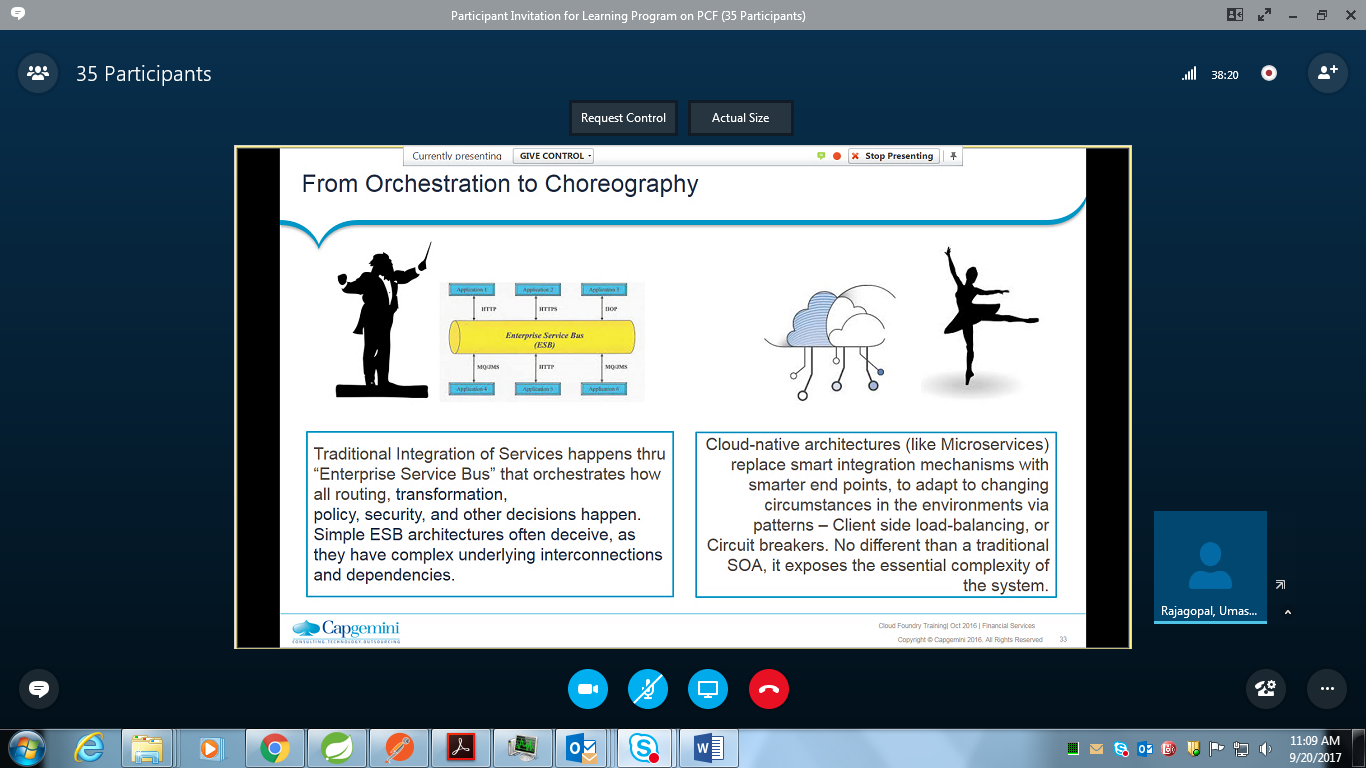 Participant Invitation for Learning Program on PCF (35 Participants)
35 Participants
38:20
Request Control
Actual Size
Currently presenting
GIVE CONTROL
Stop Presenting
From Orchestration to Choreography
Application 1
Application 2
Application 3
HTTP
HTTPS
IIOP
Enterprise Service Bus
(ESB)
MQ/JMS
HTTP
MQ/JMS
Application 4
Application 5
Application 6
Traditional Integration of Services happens thru
“Enterprise Service Bus” that orchestrates how
all routing, transformation,
policy, security, and other decisions happen.
Simple ESB architectures often deceive, as
they have complex underlying interconnections
and dependencies.
Cloud-native architectures (like Microservices)
replace smart integration mechanisms with
smarter end points, to adapt to changing
circumstances in the environments via
patterns – Client side load-balancing, or
Circuit breakers. No different than a traditional
SOA, it exposes the essential complexity of
the system.
Capgemini
CONSULTING.TECHNOLOGY.OUTSOURCING
Cloud Foundry Training| Oct 2016 | Financial Services
Copyright © Capgemini 2016. All Rights Reserved
33
Rajagopal, Umas...
11:09 AM
9/20/2017